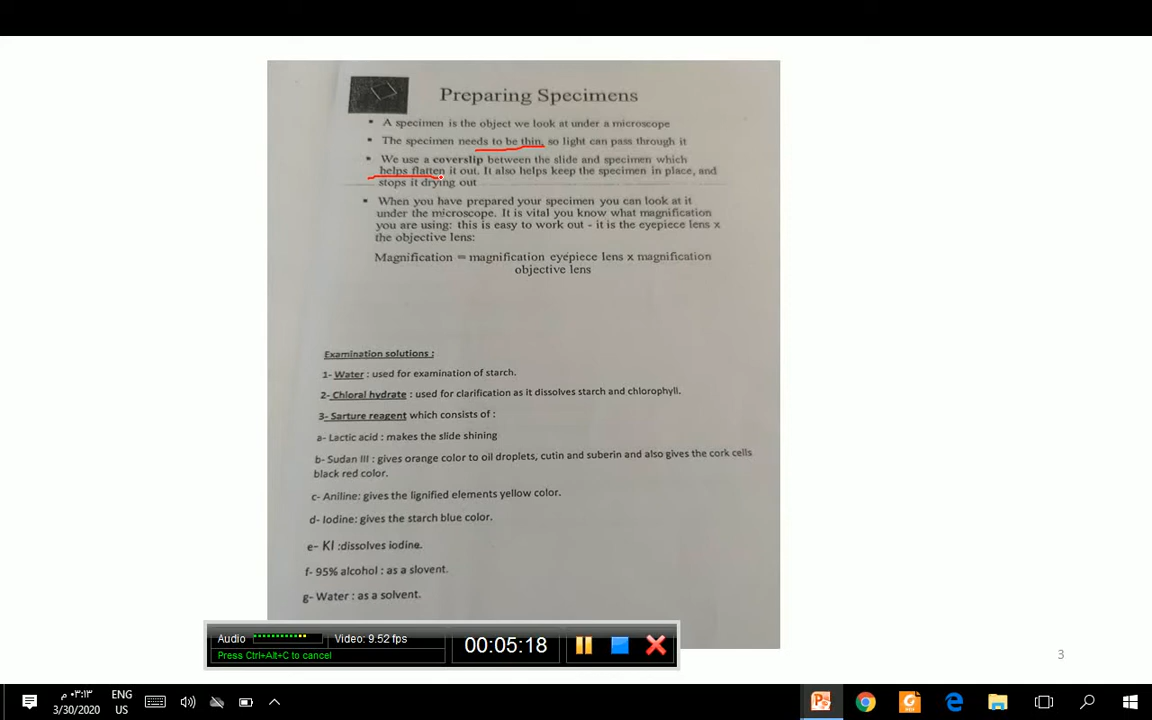 Preparing Specimens
▪ A specimen is the object we look at under a microscope
▪ The specimen needs to be thin, so light can pass through it
▪ We use a coverslip between the slide and specimen which
helps flatten it out. It also helps keep the specimen in place, and
stops it drying out
▪ When you have prepared your specimen you can look at it
under the microscope. It is vital you know what magnification
you are using: this is easy to work out - it is the eyepiece lens x
the objective lens:
Magnification = magnification eyepiece lens x magnification
objective lens
Examination solutions :
1- Water : used for examination of starch.
2- Chloral hydrate : used for clarification as it dissolves starch and chlorophyll.
3- Sarture reagent which consists of :
a- Lactic acid : makes the slide shining
b- Sudan III : gives orange color to oil droplets, cutin and suberin and also gives the cork cells
black red color.
c- Aniline: gives the lignified elements yellow color.
d- Iodine: gives the starch blue color.
e- KI :dissolves iodine.
f- 95% alcohol : as a slovent.
g- Water : as a solvent.
Audio
Video: 9.52 fps
00:05:18
Press Ctrl+Alt+C to cancel
3
م ٠٣:١٣
3/30/2020
ENG
US